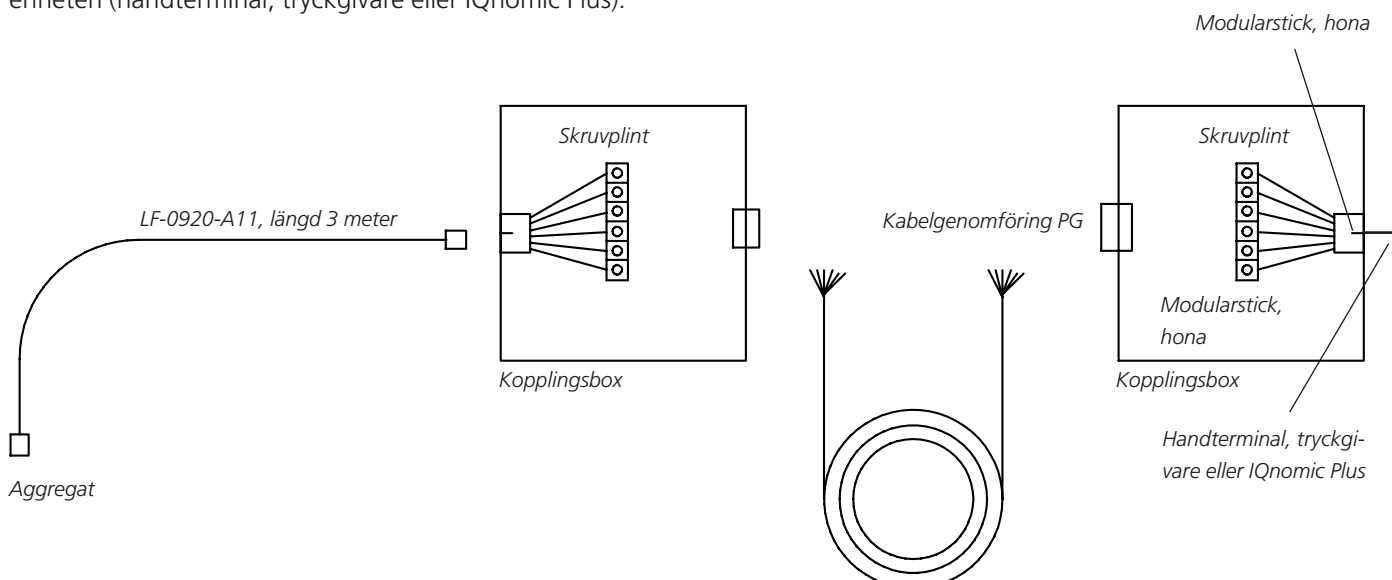 enheten (handterminal, tryckgivare eller IQnomic Plus).
Modularstick, hona
Skruvplint
Skruvplint
LF-0920-A11, längd 3 meter
Kabelgenomföring PG
Modularstick,
hona
Kopplingsbox
Kopplingsbox
Handterminal, tryckgi-
vare eller IQnomic Plus
Aggregat